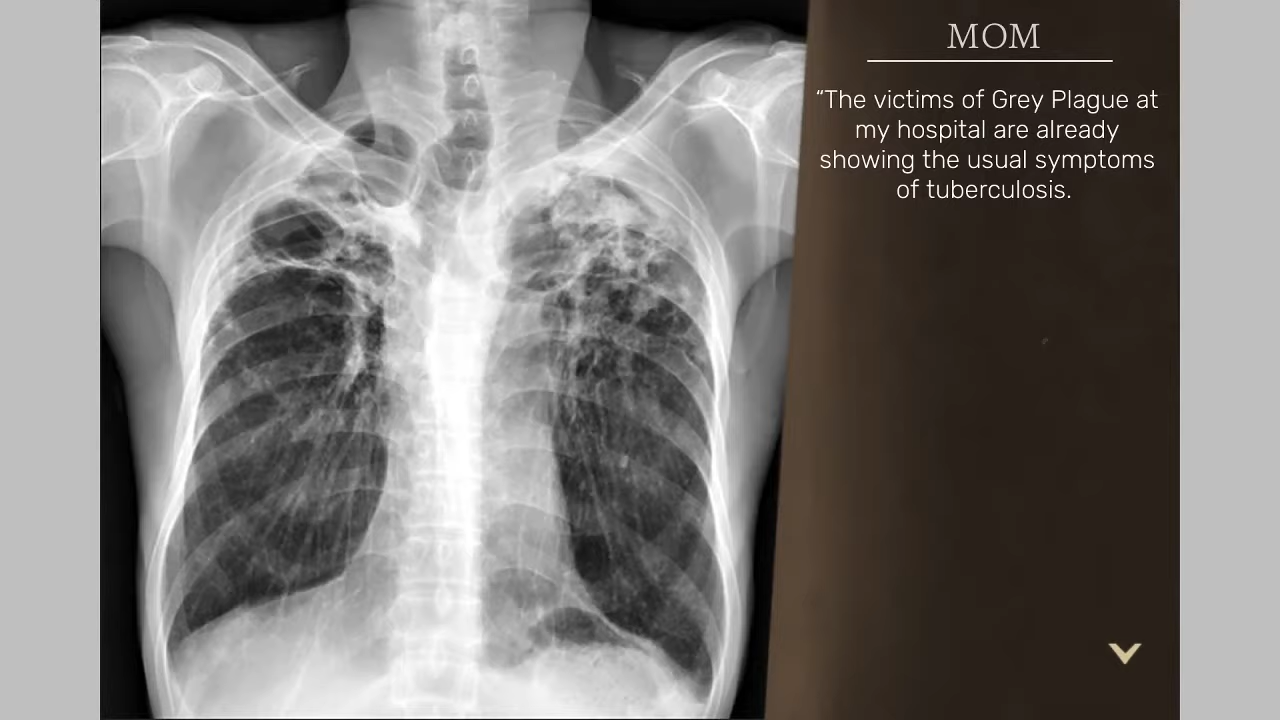 MOM
“The victims of Grey Plague at
my hospital are already
showing the usual symptoms
of tuberculosis.